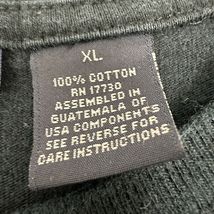 XL
100% COTTON
RN 17730
ASSEMBLED IN
GUATEMALA OF
USA COMPONENTS
SEE REVERSE FOR
CARE INSTRUCTIONS